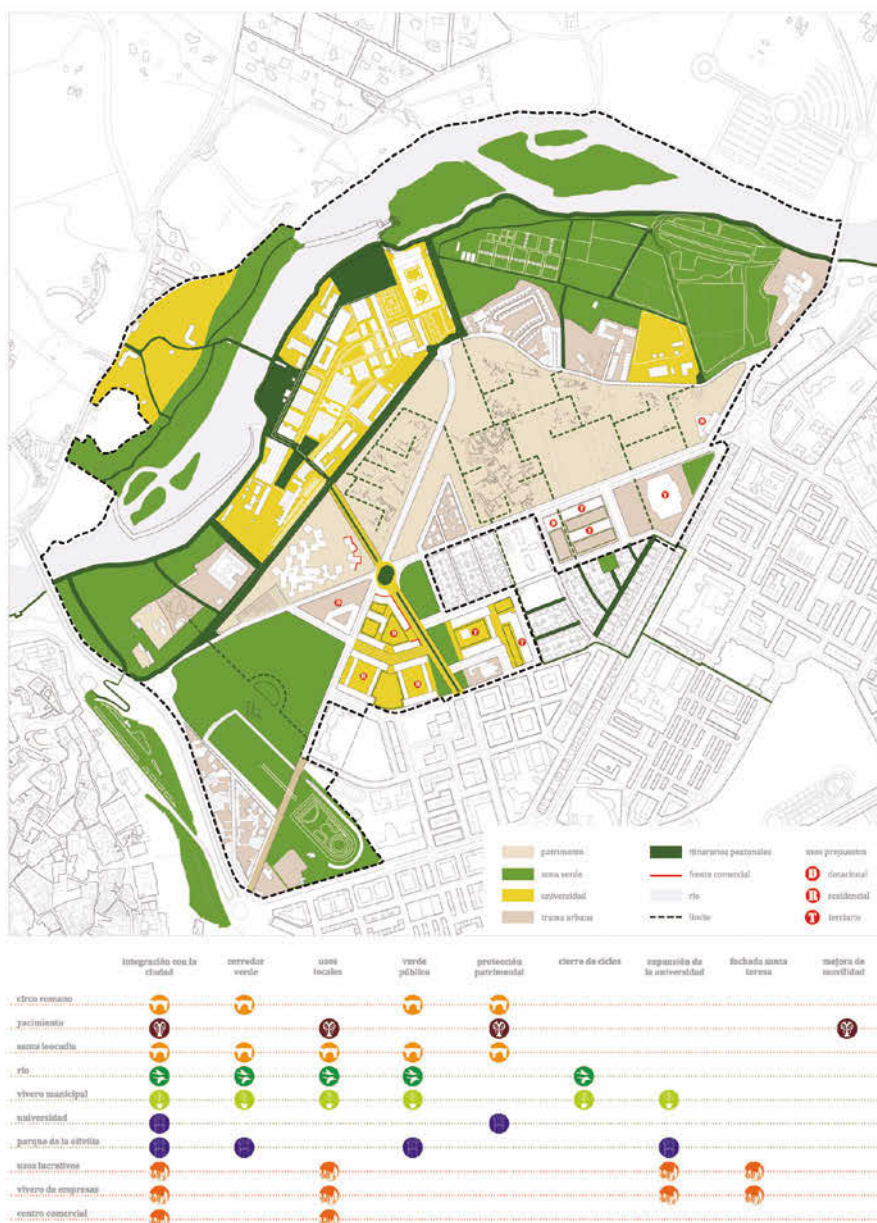 patrimonio
zona verde
universidad
trama urbana
itinerarios peatonales
frente comercial
río
límite
usos propuestos
D dotacional
R residencial
T terciario
integración con la ciudad
corredor verde
usos locales
verde público
protección patrimonial
cierre de ciclos
expansión de la universidad
fachada santa teresa
mejora de movilidad
circo romano
yacimiento
santa leocadia
río
vivero municipal
universidad
parque de la
usos lucrativos
vivero de empresas
centro comercial